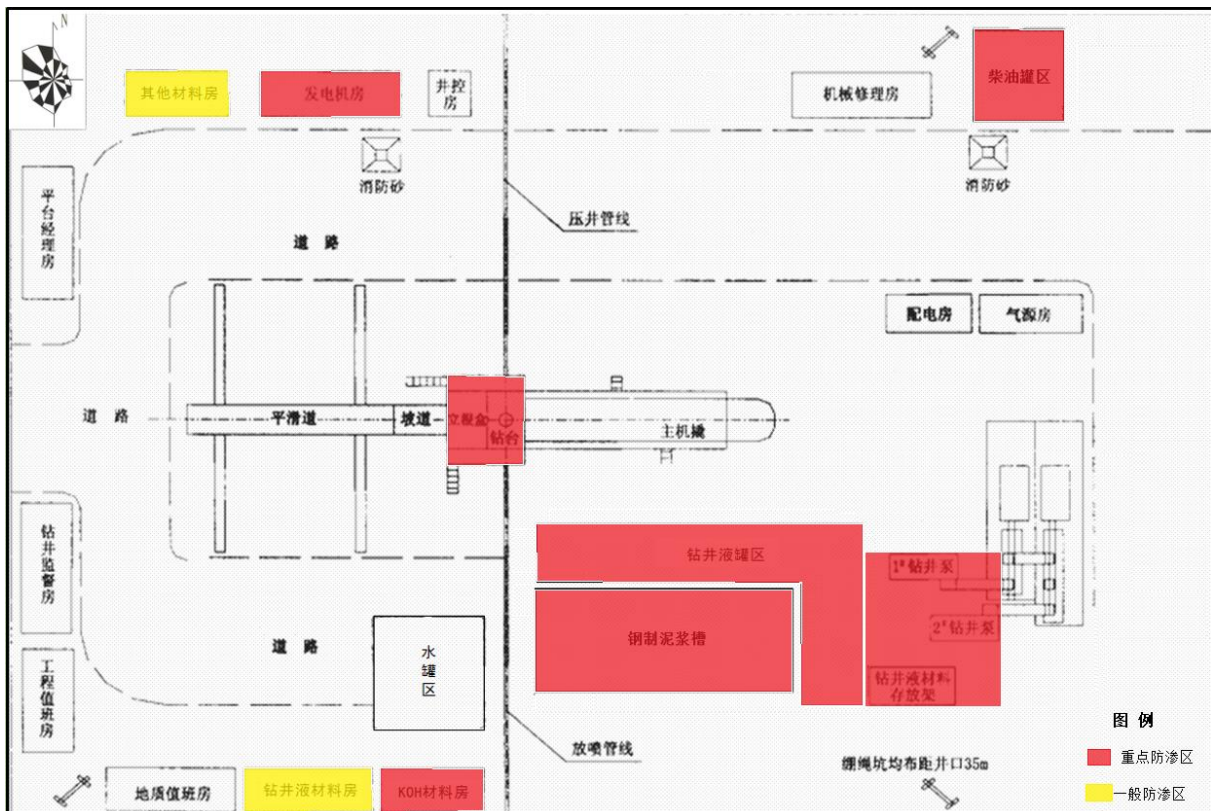 N
其他材料房
发电机房
井控
房
机械修理房
柴油罐区
消防砂
消防砂
平台经理房
压井管线
道 路
配电房
气源房
道 路
平滑道
坡道
立根盒
钻台
主机撬
钻井监督房
钻井液罐区
1#钻井泵
钢制泥浆槽
2#钻井泵
道 路
水罐区
工程值班房
钻井液材料
存放架
图 例
放喷管线
重点防渗区
绷绳坑均布距井口35m
地质值班房
钻井液材料房
KOH材料房
一般防渗区